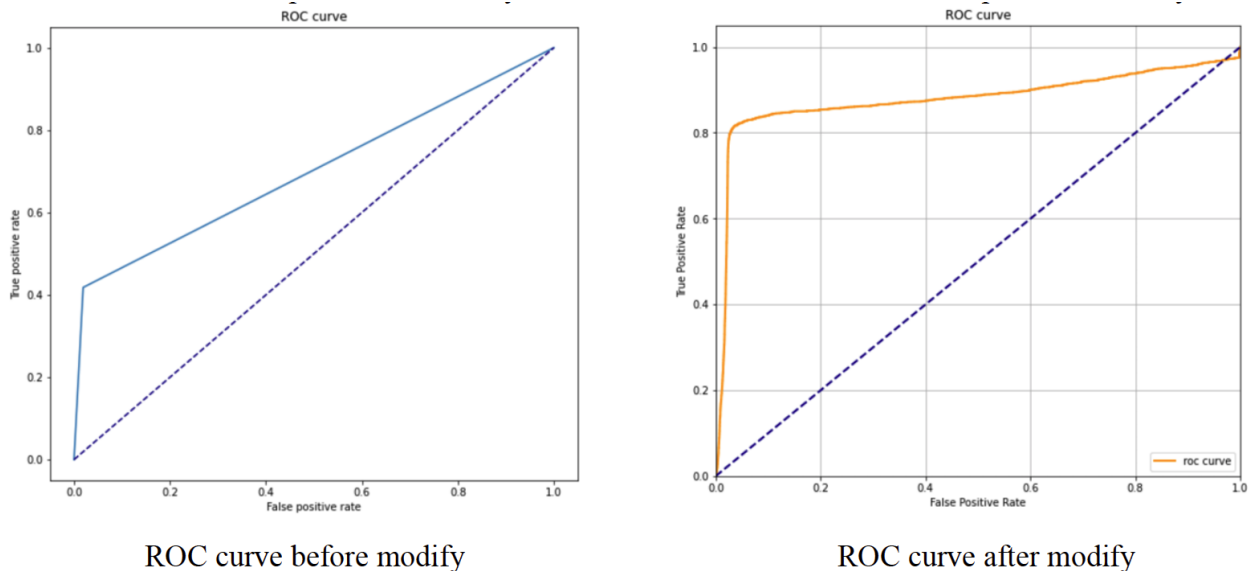 ROC curve
1.0
0.8
0.6
0.4
0.2
0.0
True positive rate
0.0 0.2 0.4 0.6 0.8 1.0
False positive rate
ROC curve before modify
ROC curve
1.0
0.8
0.6
0.4
0.2
0.0
True Positive Rate
roc curve
0.0 0.2 0.4 0.6 0.8 1.0
False Positive Rate
ROC curve after modify